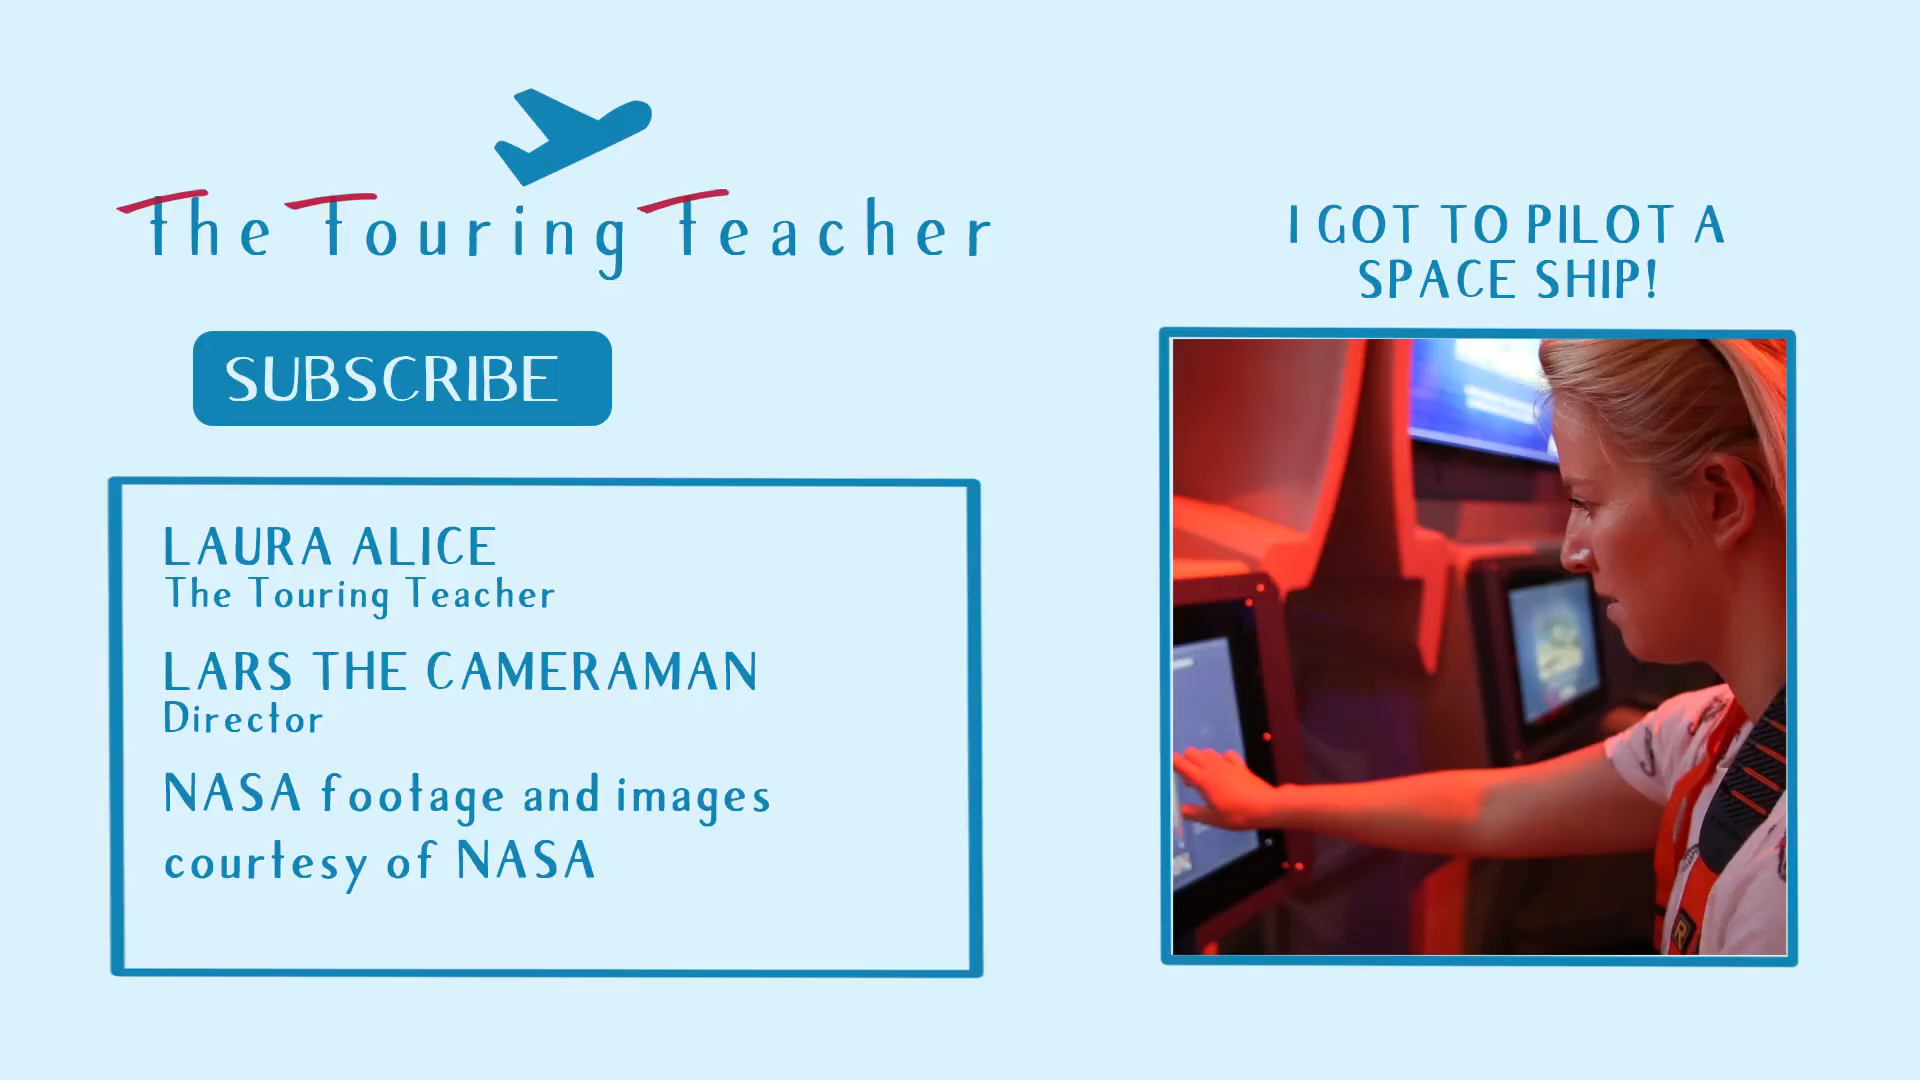 The Touring Teacher
SUBSCRIBE
LAURA ALICE
The Touring Teacher
LARS THE CAMERAMAN
Director
NASA footage and images
courtesy of NASA
I GOT TO PILOT A
SPACE SHIP!